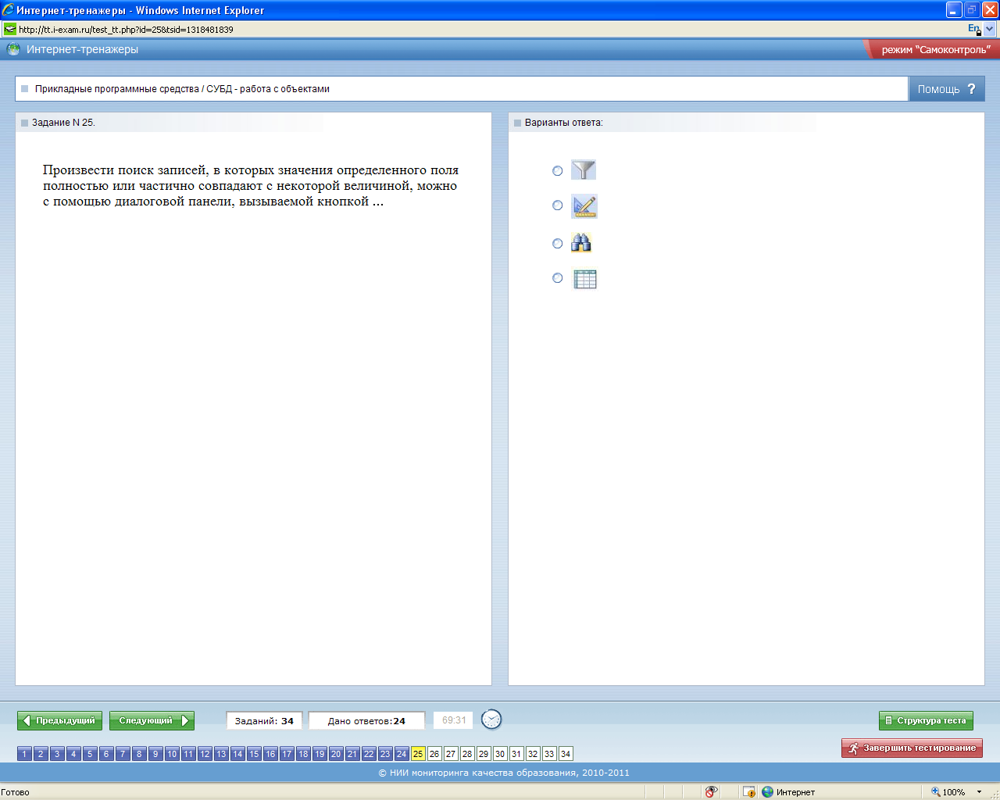 Интернет-тренажеры - Windows Internet Explorer
http://tt.i-exam.ru/test_tt.php?id=25&tsid=1318481839
En
Интернет-тренажеры
режим "Самоконтроль"
Прикладные программные средства / СУБД - работа с объектами
Помощь ?
Задание N 25.
Варианты ответа:
Произвести поиск записей, в которых значения определенного поля
полностью или частично совпадают с некоторой величиной, можно
с помощью диалоговой панели, вызываемой кнопкой ...
Предыдущий
Следующий
Заданий: 34
Дано ответов:24
69:31
Структура теста
Завершить тестирование
1 2 3 4 5 6 7 8 9 10 11 12 13 14 15 16 17 18 19 20 21 22 23 24 25 26 27 28 29 30 31 32 33 34
© НИИ мониторинга качества образования, 2010-2011
Готово
Интернет
100%